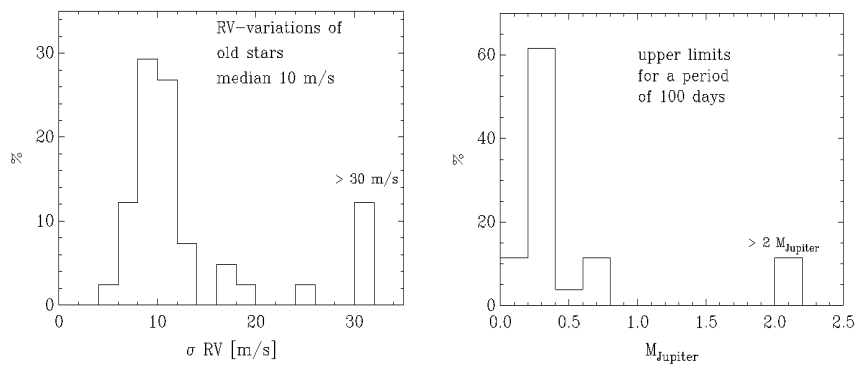 RV-variations of
old stars
median 10 m/s
> 30 m/s
30
20
10
0
%
0 10 20 30
σ RV [m/s]
upper limits
for a period
of 100 days
> 2 MJupiter
60
40
20
0
%
0.0 0.5 1.0 1.5 2.0 2.5
MJupiter